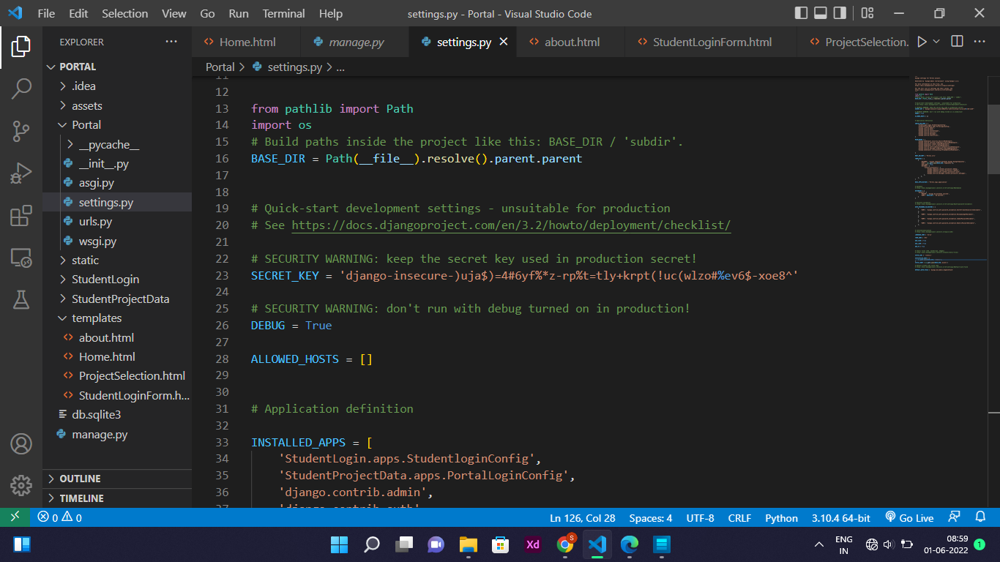 File Edit Selection View Go Run Terminal Help settings.py - Portal - Visual Studio Code
EXPLORER
Home.html manage.py settings.py about.html StudentLoginForm.html ProjectSelection.
Portal > settings.py > ...
PORTAL
.idea
assets
Portal
__pycache__
__init__.py
asgi.py
settings.py
urls.py
wsgi.py
static
StudentLogin
StudentProjectData
templates
about.html
Home.html
ProjectSelection.html
StudentLoginForm.h...
db.sqlite3
manage.py
OUTLINE
TIMELINE
11
12
13 from pathlib import Path
14 import os
15 # Build paths inside the project like this: BASE_DIR / 'subdir'.
16 BASE_DIR = Path(__file__).resolve().parent.parent
17
18
19 # Quick-start development settings - unsuitable for production
20 # See https://docs.djangoproject.com/en/3.2/howto/deployment/checklist/
21
22 # SECURITY WARNING: keep the secret key used in production secret!
23 SECRET_KEY = 'django-insecure-)uja$)=4#6yf%*z-rp%t=tly+krpt(!uc(wlzo#%ev6$-xoe8^'
24
25 # SECURITY WARNING: don't run with debug turned on in production!
26 DEBUG = True
27
28 ALLOWED_HOSTS = []
29
30
31 # Application definition
32
33 INSTALLED_APPS = [
34 'StudentLogin.apps.StudentloginConfig',
35 'StudentProjectData.apps.PortalLoginConfig',
36 'django.contrib.admin',
37 'django.contrib.auth'
0 0 Ln 126, Col 28 Spaces: 4 UTF-8 CRLF Python 3.10.4 64-bit Go Live
Xd S ENG
IN
08:59
01-06-2022
1